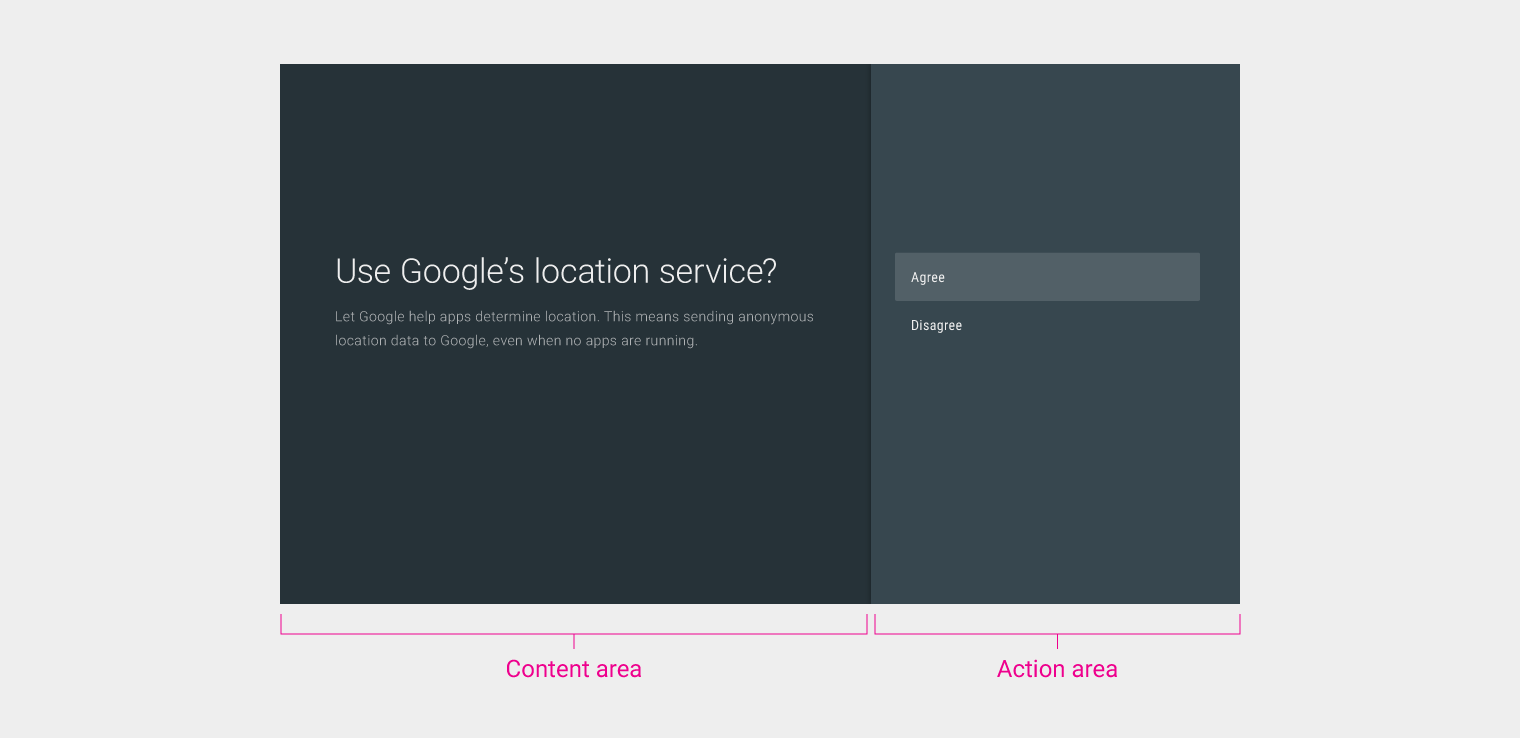 Use Google’s location service?
Let Google help apps determine location. This means sending anonymous
location data to Google, even when no apps are running.
Agree
Disagree
Content area
Action area